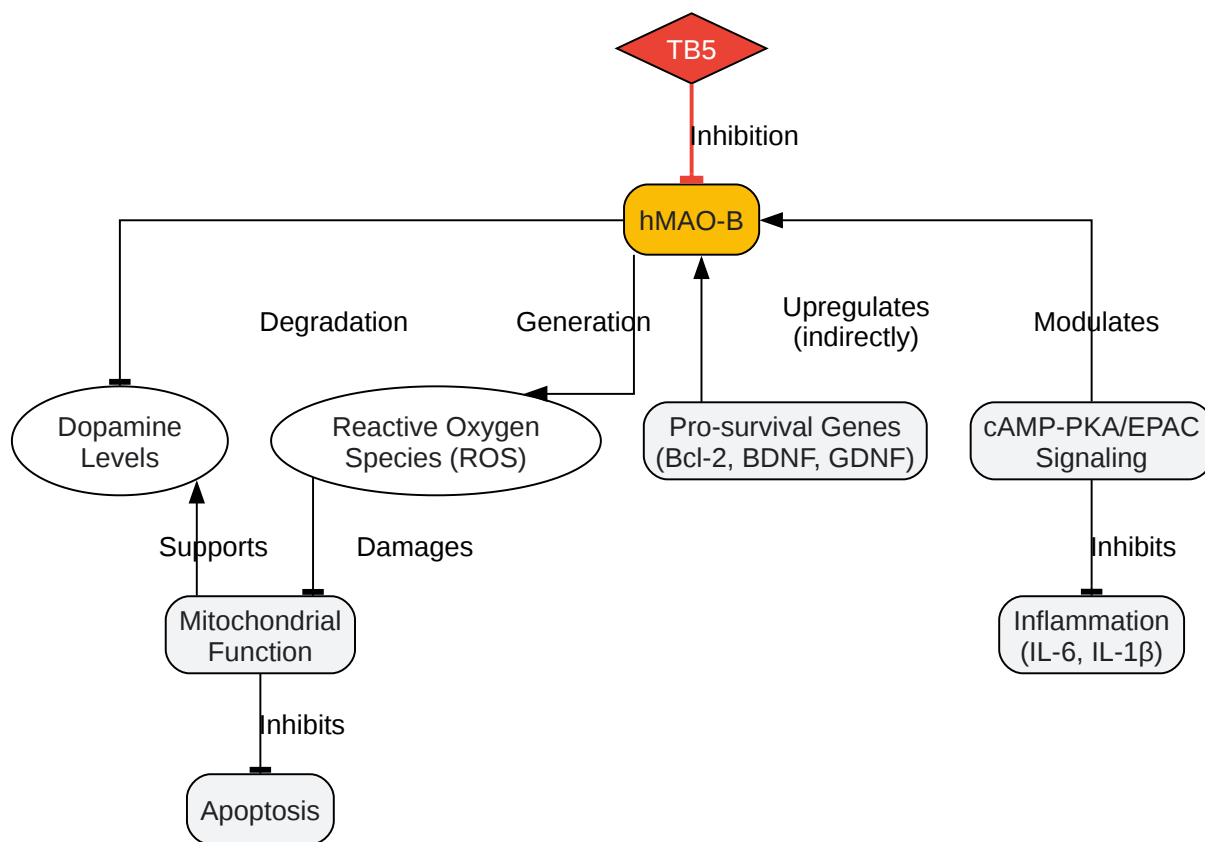 TB5
Inhibition
hMAO-B
Degradation
Generation
Upregulates
(indirectly)
Modulates
Dopamine
Levels
Reactive Oxygen
Species (ROS)
Pro-survival Genes
(Bcl-2, BDNF, GDNF)
cAMP-PKA/EPAC
Signaling
Supports
Damages
Inhibits
Mitochondrial
Function
Inflammation
(IL-6, IL-1β)
Inhibits
Apoptosis